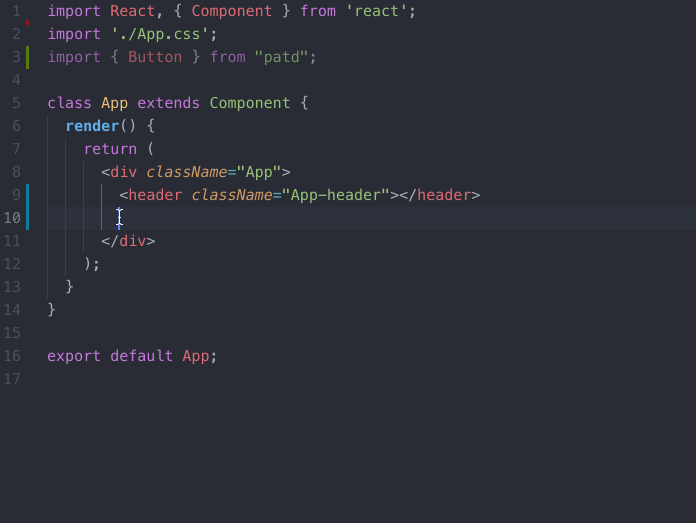 1 import React, { Component } from 'react';
2 import './App.css';
3 import { Button } from "patd";
4
5 class App extends Component {
6 render() {
7 return (
8 <div className="App">
9 <header className="App-header"></header>
10
11 </div>
12 );
13 }
14 }
15
16 export default App;
17